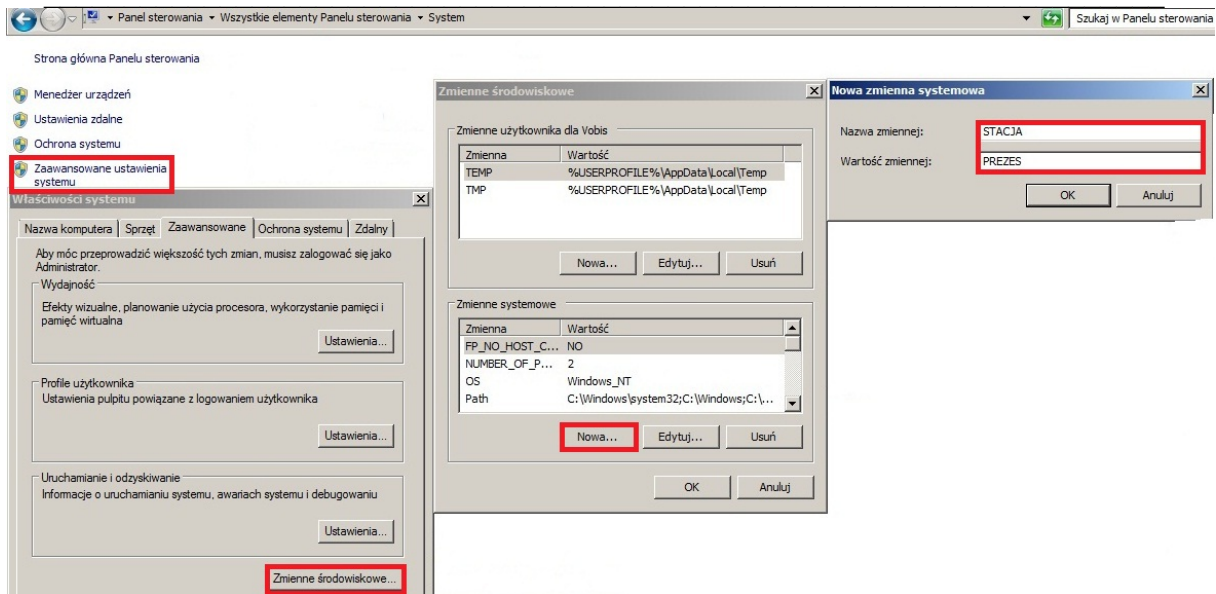 Panel sterowania Wszystkie elementy Panelu sterowania System
Szukaj w Panelu sterowania
Strona główna Panelu sterowania
Menedżer urządzeń
Ustawienia zdalne
Ochrona systemu
Zaawansowane ustawienia
systemu
Właściwości systemu
Nazwa komputera Sprzęt Zaawansowane Ochrona systemu Zdalny
Aby móc przeprowadzić większość tych zmian, musisz zalogować się jako
Administrator.
Wydajność
Efekty wizualne, planowanie użycia procesora, wykorzystanie pamięci i
pamięć wirtualna
Ustawienia...
Profile użytkownika
Ustawienia pulpitu powiązane z logowaniem użytkownika
Ustawienia...
Uruchamianie i odzyskiwanie
Informacje o uruchamianiu systemu, awariach systemu i debugowaniu
Ustawienia...
Zmienne środowiskowe...
Zmienne środowiskowe
Zmienne użytkownika dla Vobis
Zmienna Wartość
TEMP %USERPROFILE%\AppData\Local\Temp
TMP %USERPROFILE%\AppData\Local\Temp
Nowa... Edytuj... Usuń
Zmienne systemowe
Zmienna Wartość
FP_NO_HOST_C... NO
NUMBER_OF_P... 2
OS Windows_NT
Path C:\Windows\system32;C:\Windows;C:\...
Nowa... Edytuj... Usuń
OK Anuluj
Nowa zmienna systemowa
Nazwa zmiennej: STACJA
Wartość zmiennej: PREZES
OK Anuluj